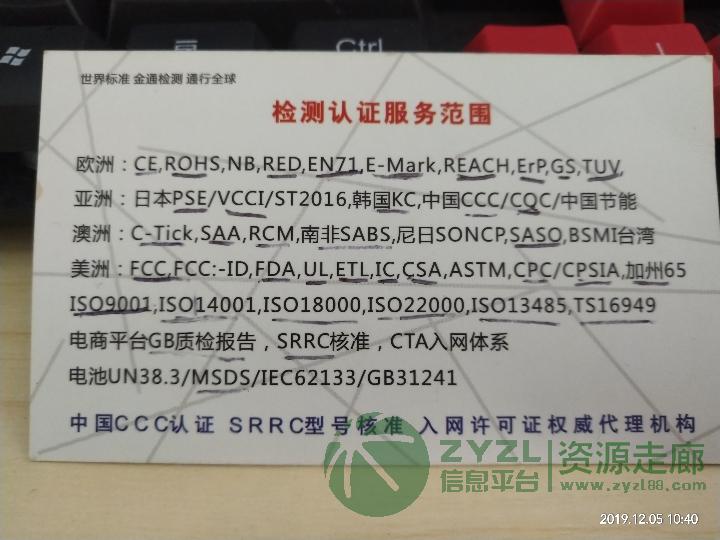 Ctrl
世界标准 金通检测 通行全球
检测认证服务范围
欧洲：CE,ROHS,NB,RED,EN71,E-Mark,REACH,ErP,GS,TUV,
亚洲：日本PSE/VCCI/ST2016,韩国KC,中国CCC/CQC/中国节能
澳洲：C-Tick,SAA,RCM,南非SABS,尼日SONCP,SASO,BSMI台湾
美洲：FCC,FCC:-ID,FDA,UL,ETL,IC,CSA,ASTM,CPC/CPSIA,加州65
ISO9001,ISO14001,ISO18000,ISO22000,ISO13485,TS16949
电商平台GB质检报告，SRRC核准，CTA入网体系
电池UN38.3/MSDS/IEC62133/GB31241
中国CCC认证 SRRC型号核准 入网许可证权威代理机构
ZYZL 资源走廊
信息平台 www.zyzl88.com
2019.12.05 10:40